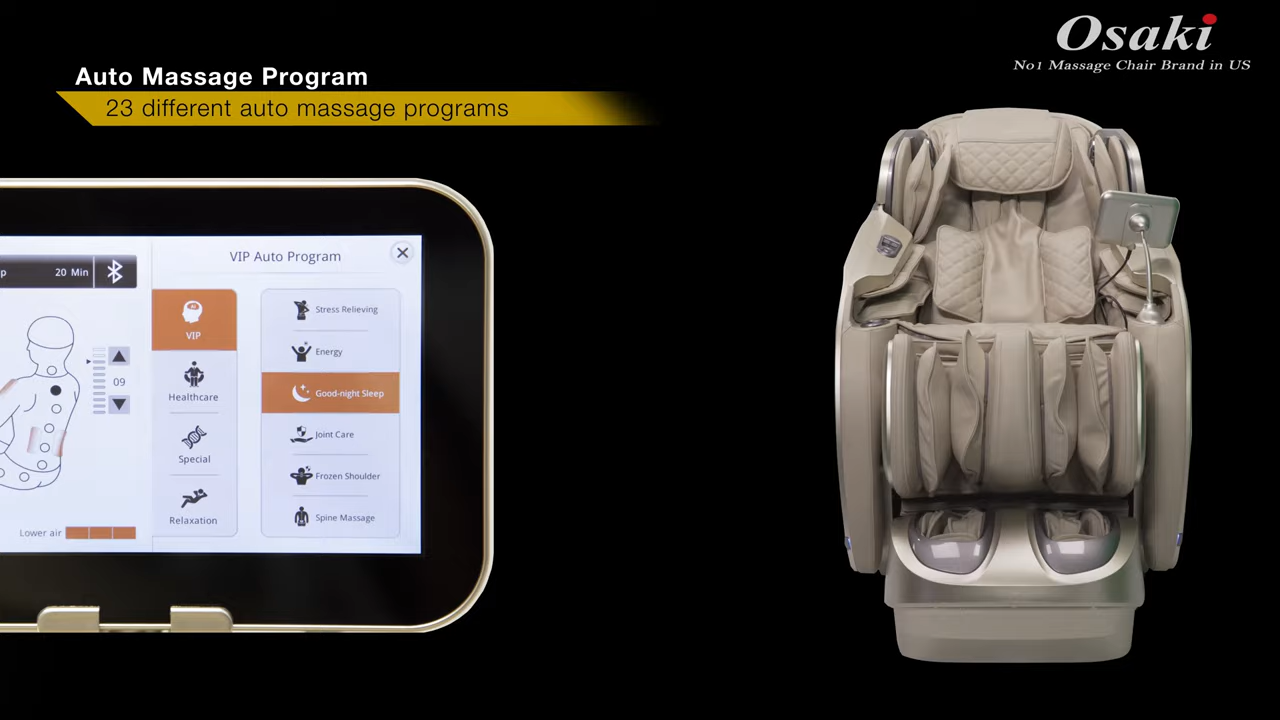 Osaki
No1 Massage Chair Brand in US
Auto Massage Program
23 different auto massage programs
p 20 Min
VIP Auto Program
VIP
Healthcare
Special
Relaxation
Stress Relieving
Energy
Good-night Sleep
Joint Care
Frozen Shoulder
Spine Massage
09
Lower air